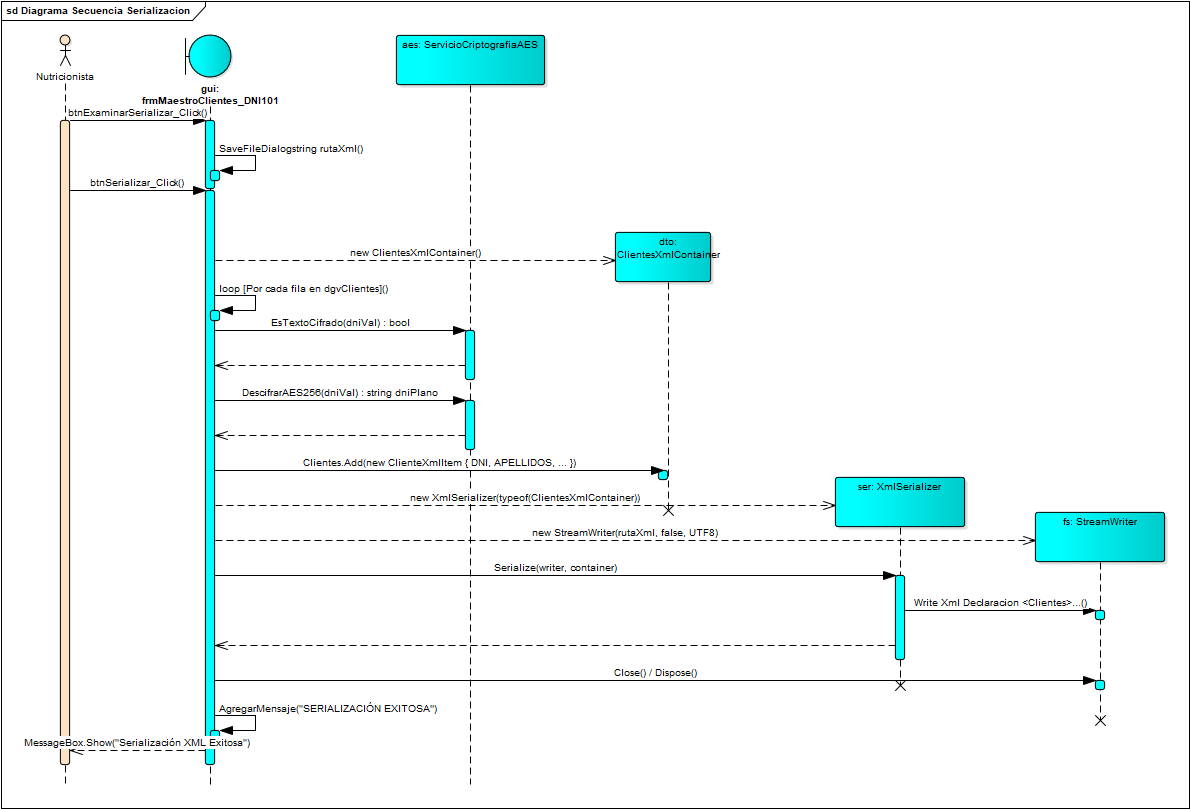 sd Diagrama Secuencia Serializacion
Nutricionista
gui:
frmMaestroClientes_DNI101
aes: ServicioCriptografiaAES
btnExaminarSerializar_Click()
SaveFileDialogstring rutaXml()
btnSerializar_Click()
dto:
ClientesXmlContainer
new ClientesXmlContainer()
loop [Por cada fila en dgvClientes]()
EsTextoCifrado(dniVal) : bool
DescifrarAES256(dniVal) : string dniPlano
Clientes.Add(new ClienteXmlItem { DNI, APELLIDOS, ... })
ser: XmlSerializer
new XmlSerializer(typeof(ClientesXmlContainer))
fs: StreamWriter
new StreamWriter(rutaXml, false, UTF8)
Serialize(writer, container)
Write Xml Declaracion <Clientes>...()
Close() / Dispose()
AgregarMensaje("SERIALIZACIÓN EXITOSA")
MessageBox.Show("Serialización XML Exitosa")